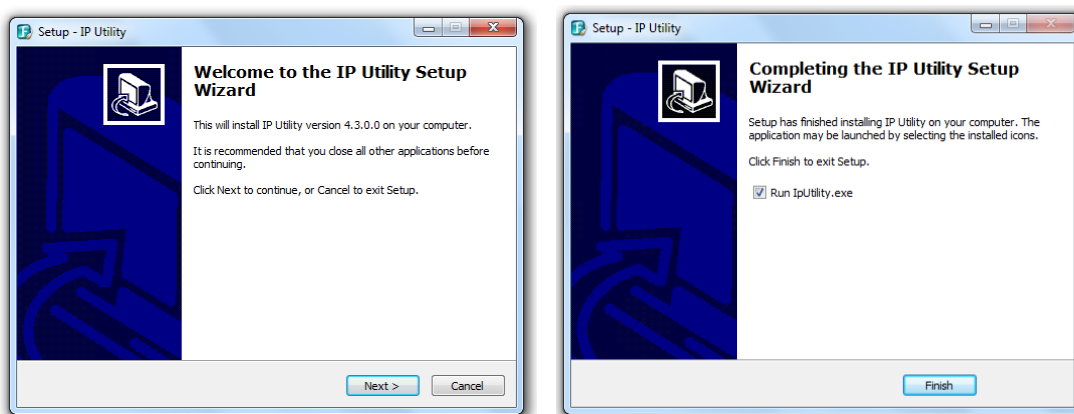 Setup - IP Utility
Welcome to the IP Utility Setup
Wizard
This will install IP Utility version 4.3.0.0 on your computer.
It is recommended that you close all other applications before
continuing.
Click Next to continue, or Cancel to exit Setup.
Next >
Cancel
Setup - IP Utility
Completing the IP Utility Setup
Wizard
Setup has finished installing IP Utility on your computer. The
application may be launched by selecting the installed icons.
Click Finish to exit Setup.
Run IpUtility.exe
Finish